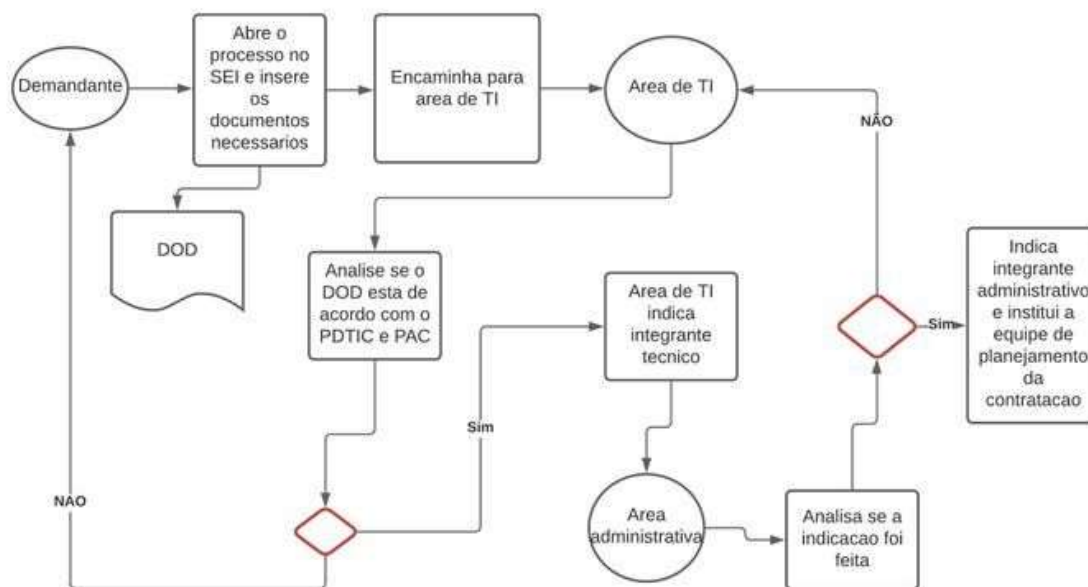 Demandante
Abre o
processo no
SEI e insere
os
documentos
necessarios
Encaminha para
area de TI
Area de TI
NÃO
DOD
Analise se o
DOD esta de
acordo com o
PDTIC e PAC
Area de TI
indica
integrante
tecnico
Sim
Indica
integrante
administrativo
e institui a
equipe de
planejamento
da
contratacao
Sim
NAO
Area
administrativa
Analisa se a
indicacao foi
feita